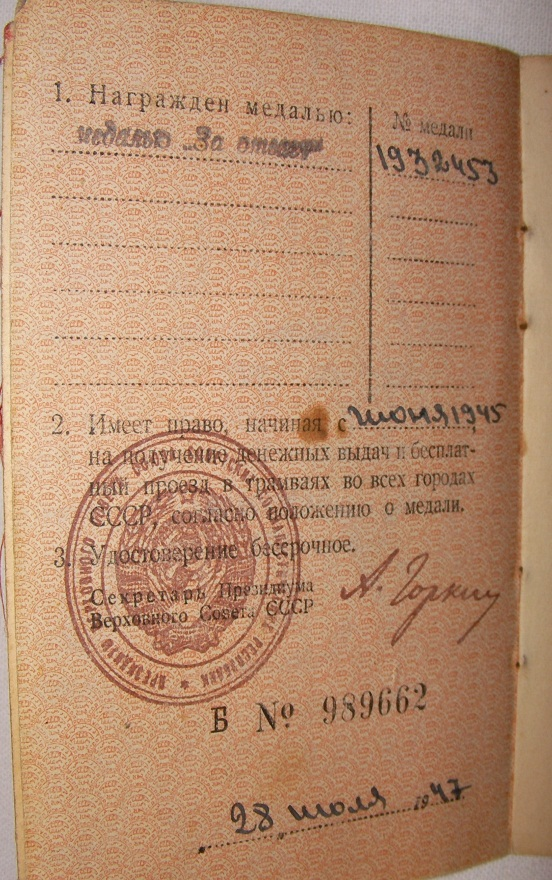 1. Награжден медалью:
№ медали
медалью „За отвагу"
1932453
2. Имеет право, начиная с июня 1945
на получение денежных выдач и бесплат-
ный проезд в трамваях во всех городах
СССР, согласно положению о медали.
3. Удостоверение бессрочное.
Секретарь Президиума
Верховного Совета СССР
А. Горкин
Б № 989662
„28 июля 1947 г.